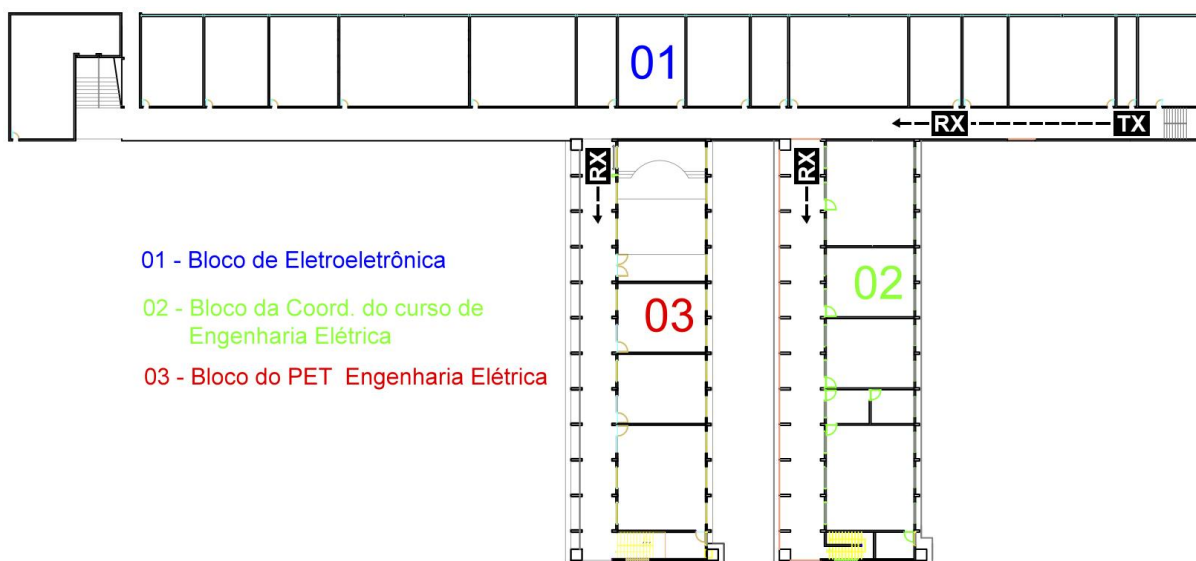 01
RX
TX
RX
RX
01 - Bloco de Eletroeletrônica
02 - Bloco da Coord. do curso de
Engenharia Elétrica
03 - Bloco do PET Engenharia Elétrica
03
02